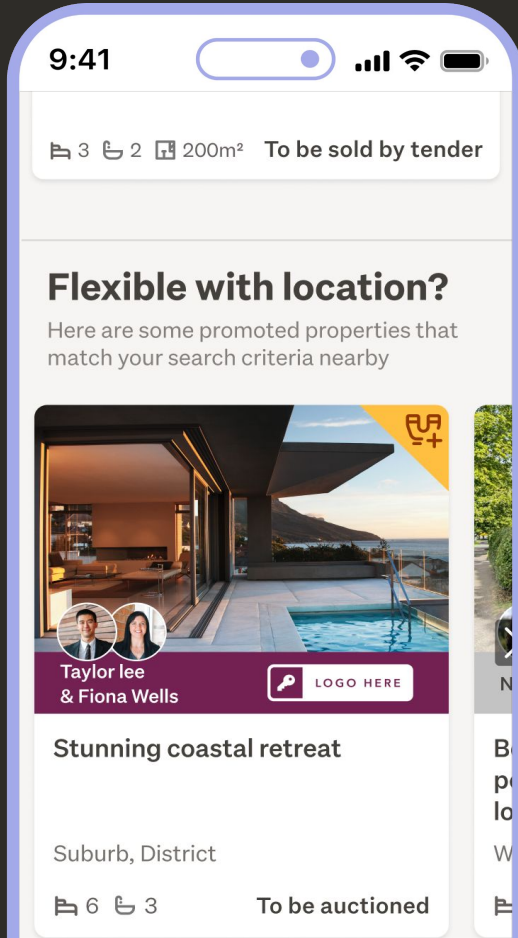 9:41
3 2 200m² To be sold by tender
Flexible with location?
Here are some promoted properties that
match your search criteria nearby
Taylor lee
& Fiona Wells
LOGO HERE
Stunning coastal retreat
Suburb, District
6 3 To be auctioned